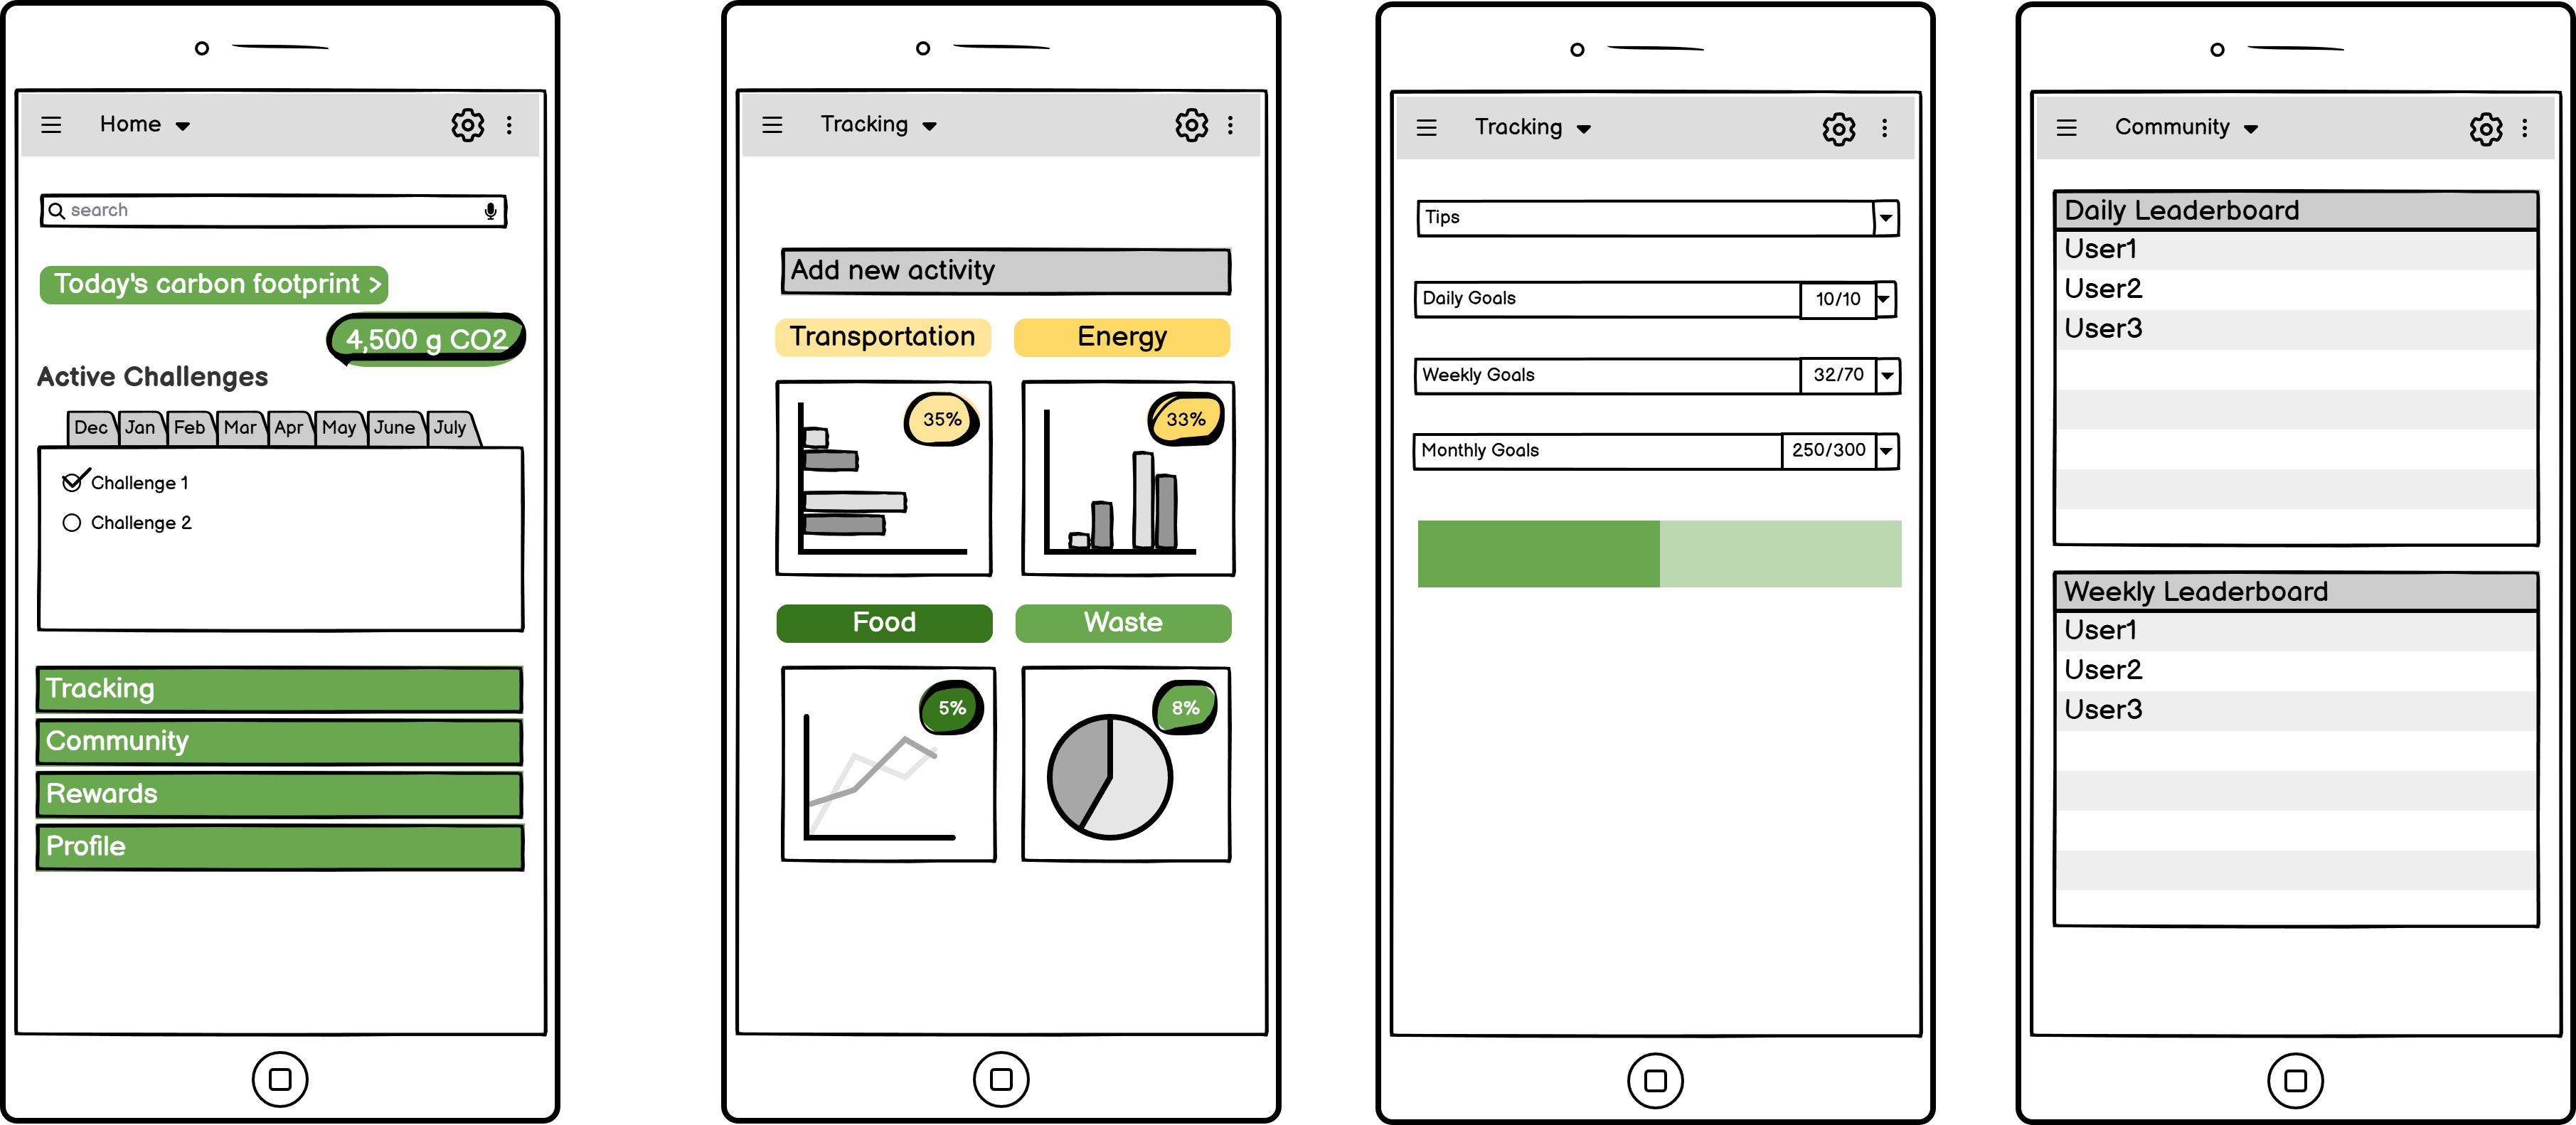 Home
search
Today's carbon footprint >
4,500 g CO2
Active Challenges
Dec Jan Feb Mar Apr May June July
Challenge 1
Challenge 2
Tracking
Community
Rewards
Profile
Tracking
Add new activity
Transportation Energy
35% 33%
Food Waste
5% 8%
Tracking
Tips
Daily Goals 10/10
Weekly Goals 32/70
Monthly Goals 250/300
Community
Daily Leaderboard
User1
User2
User3
Weekly Leaderboard
User1
User2
User3